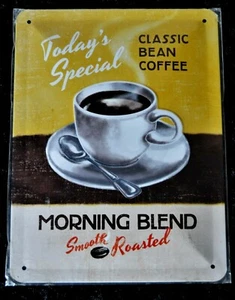 Today's
Special
CLASSIC
BEAN
COFFEE
MORNING BLEND
Smooth Roasted